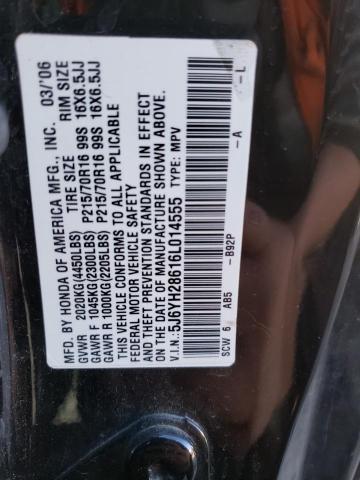 MFD.BY HONDA OF AMERICA MFG., INC. 03/'06
TIRE SIZE RIM SIZE
GVWR 2020KG(4450LBS)
GAWR F 1045KG(2300LBS) P215/70R16 99S 16X6.5JJ
GAWR R 1000KG(2205LBS) P215/70R16 99S 16X6.5JJ
THIS VEHICLE CONFORMS TO ALL APPLICABLE
FEDERAL MOTOR VEHICLE SAFETY
AND THEFT PREVENTION STANDARDS IN EFFECT
ON THE DATE OF MANUFACTURE SHOWN ABOVE.
V.I.N.:5J6YH28616L014555 TYPE: MPV
-B92P -A -L
SCW 6 AB5